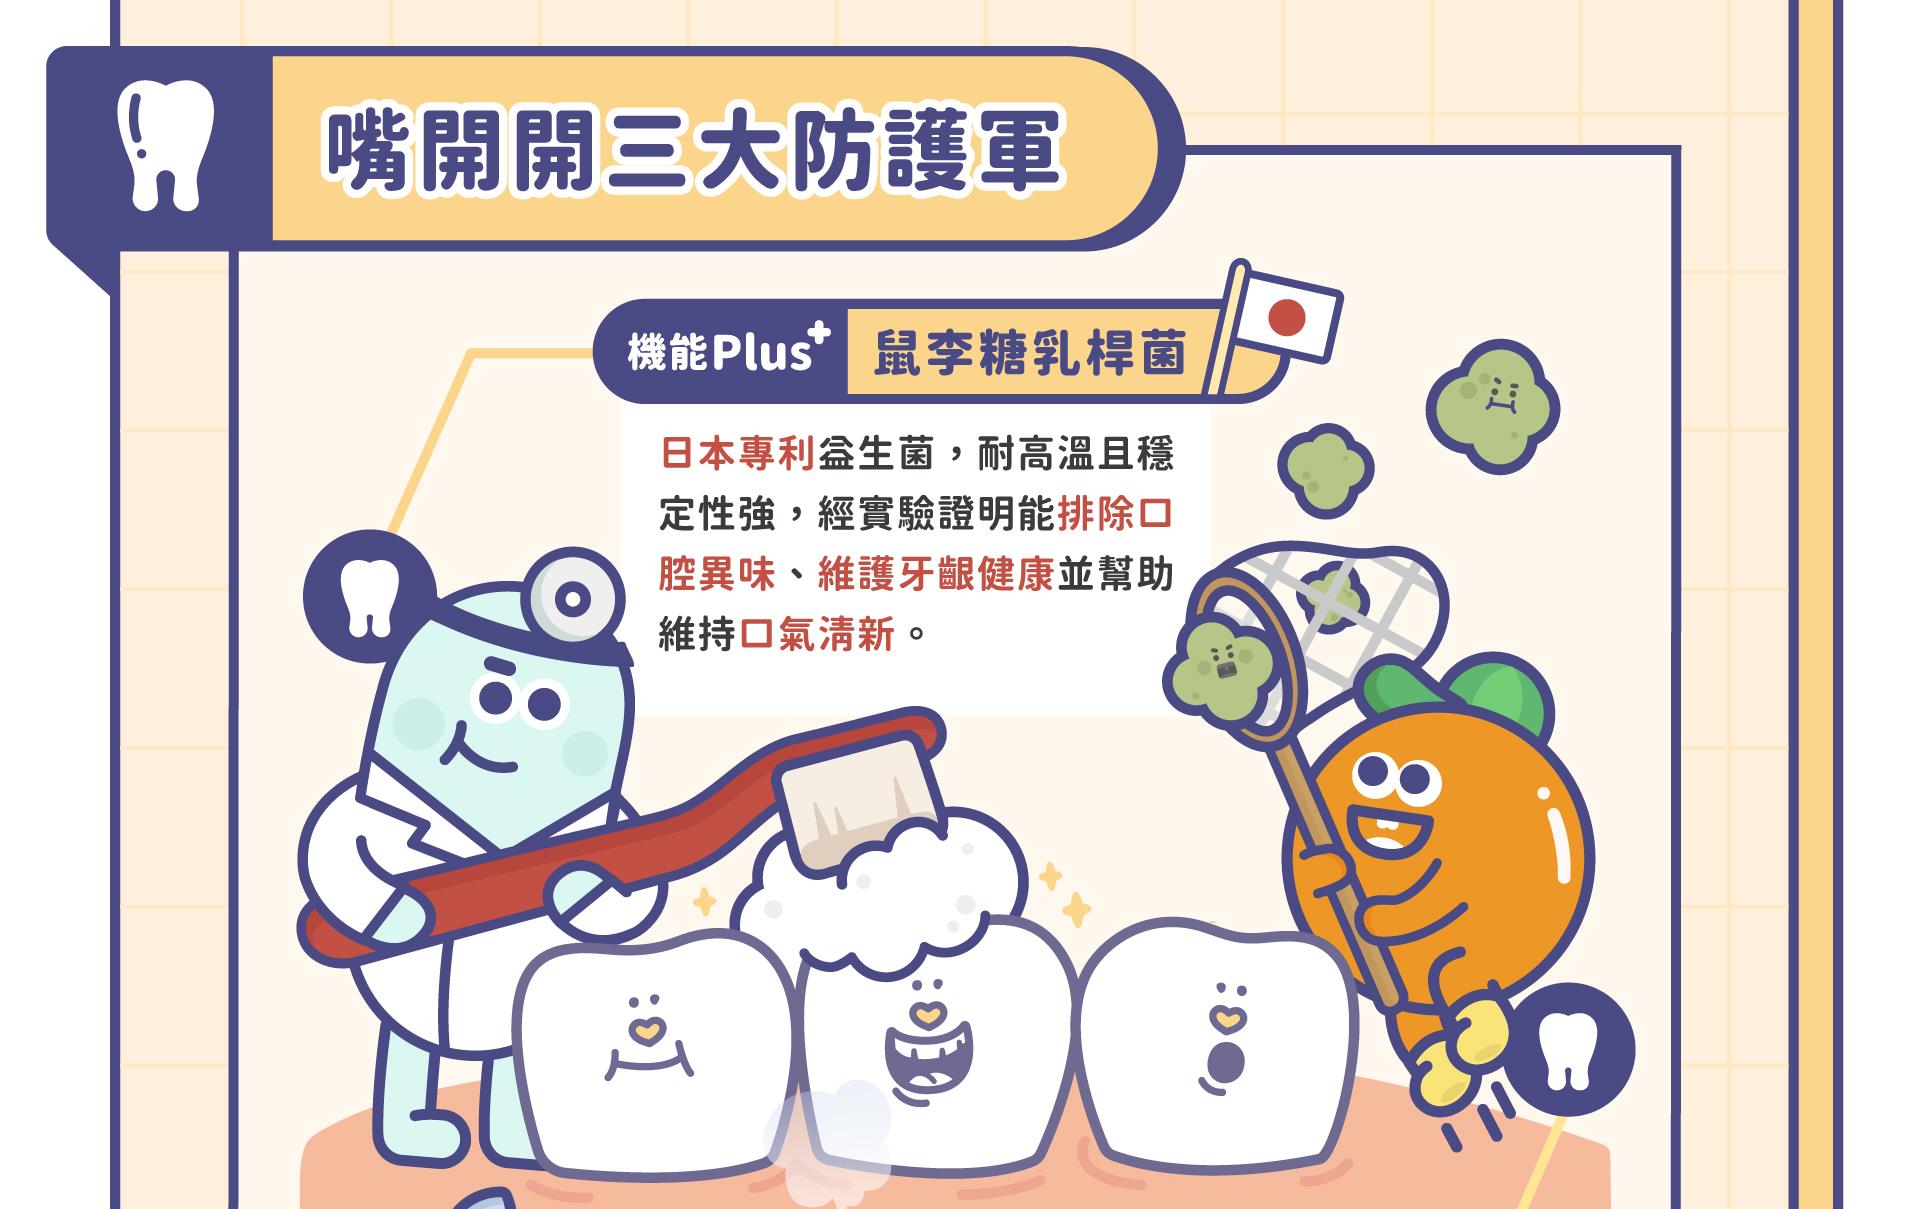 嘴開開三大防護軍
機能Plus+ 鼠李糖乳桿菌
日本專利益生菌，耐高溫且穩
定性強，經實驗證明能排除口
腔異味、維護牙齦健康並幫助
維持口氣清新。